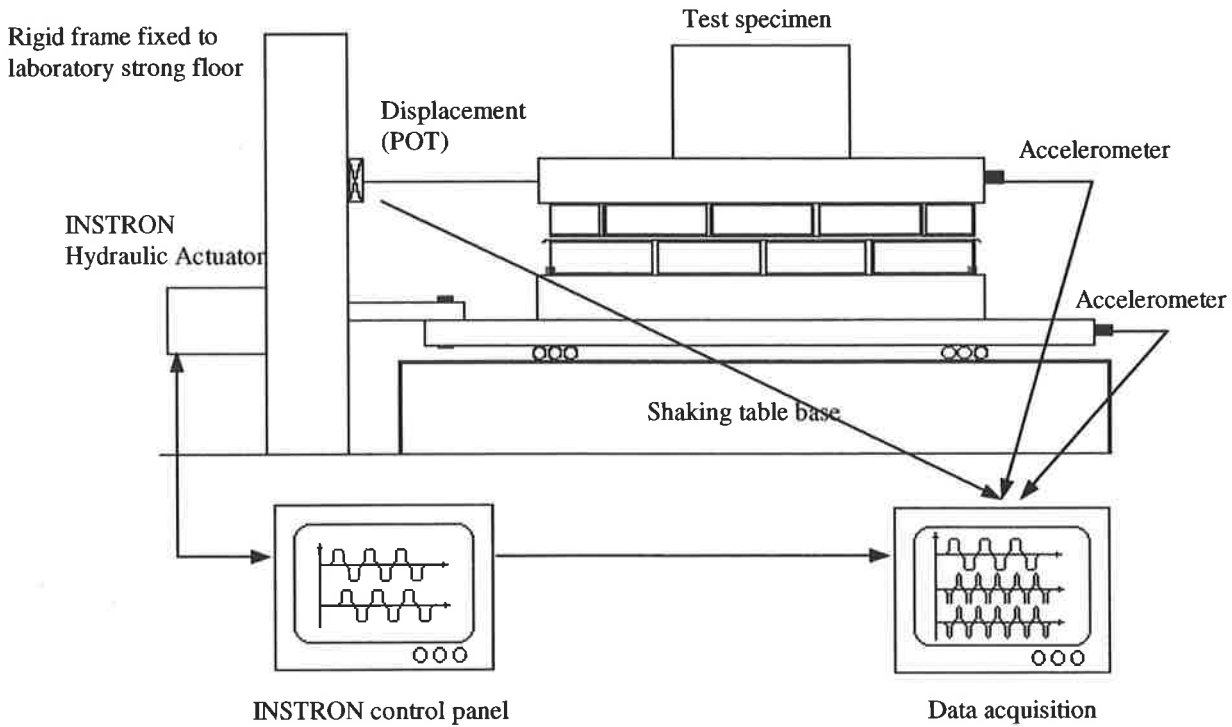 Test specimen
Rigid frame fixed to
laboratory strong floor
Displacement
(POT)
Accelerometer
INSTRON
Hydraulic Actuator
Accelerometer
Shaking table base
INSTRON control panel
Data acquisition